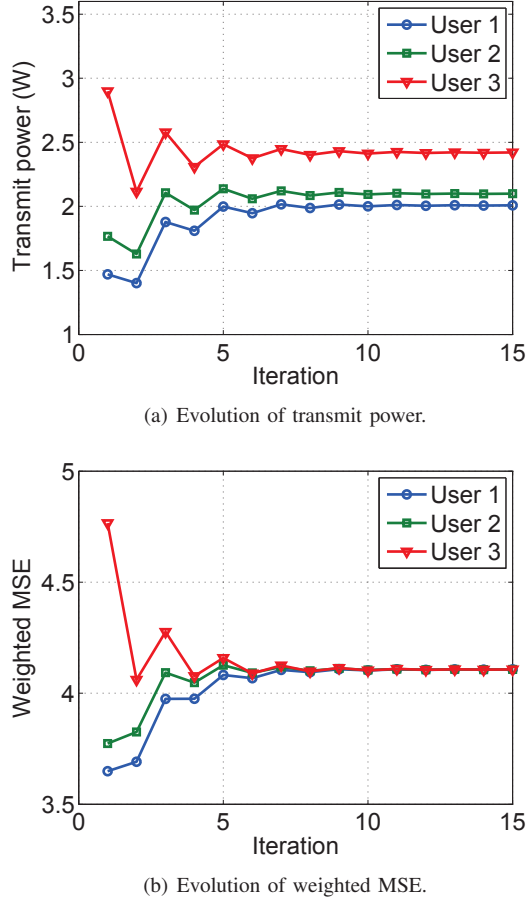 3.5
3
2.5
2
1.5
1
Transmit power (W)
User 1
User 2
User 3
0
5
10
15
Iteration
(a) Evolution of transmit power.
5
4.5
4
3.5
Weighted MSE
User 1
User 2
User 3
0
5
10
15
Iteration
(b) Evolution of weighted MSE.